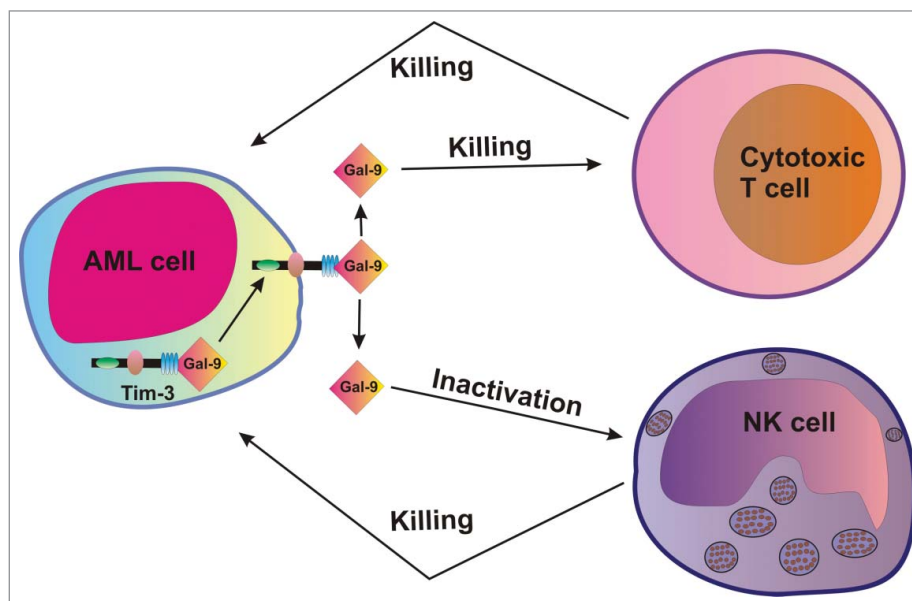 Killing
Gal-9
Killing
Cytotoxic
T cell
AML cell
Gal-9
Gal-9
Tim-3
Gal-9
Inactivation
NK cell
Killing